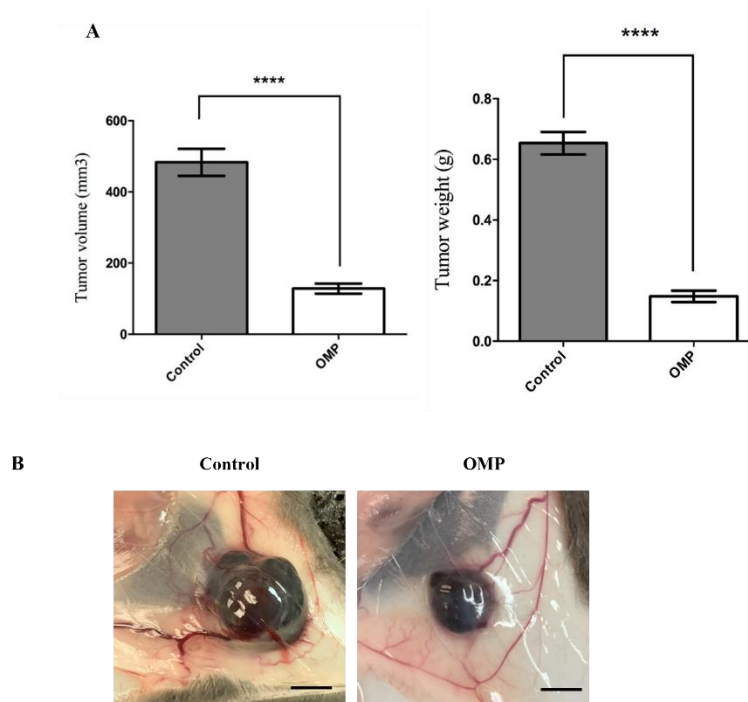 A
****
Tumor volume (mm3)
600
400
200
0
Control
OMP
****
Tumor weight (g)
0.8
0.6
0.4
0.2
0.0
Control
OMP
B
Control
OMP